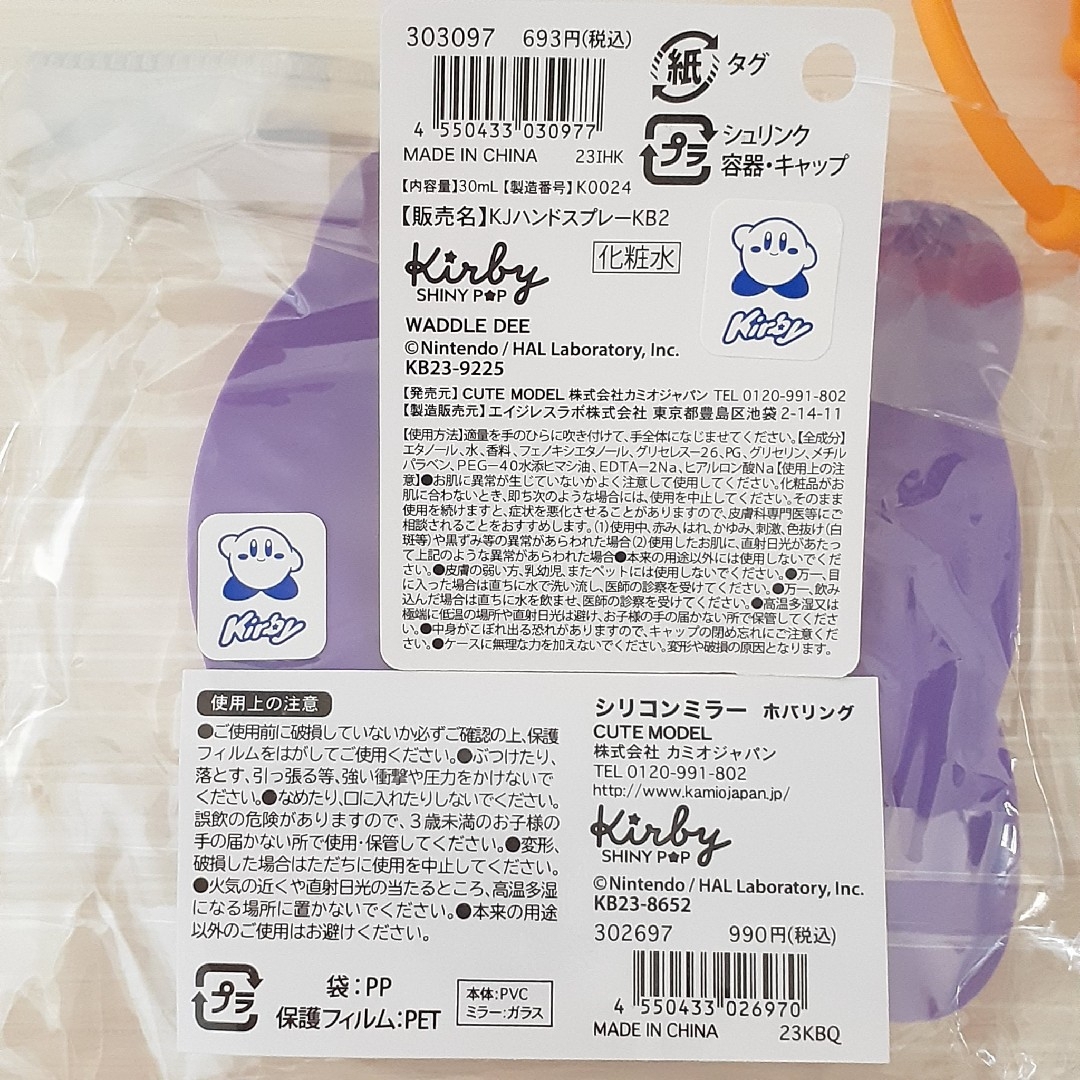 303097 693円(税込)
4 550433 030977
MADE IN CHINA 23IHK
紙 タグ
プラ シュリンク
容器・キャップ
【内容量】30mL【製造番号】K0024
【販売名】KJハンドスプレーKB2
Kirby
SHINY POP
化粧水
Kirby
WADDLE DEE
©Nintendo / HAL Laboratory, Inc.
KB23-9225
【発売元】CUTE MODEL 株式会社カミオジャパン TEL 0120-991-802
【製造販売元】エイジレスラボ株式会社 東京都豊島区池袋2-14-11
【使用方法】適量を手のひらに吹き付けて、手全体になじませてください。【全成分】
エタノール、水、香料、フェノキシエタノール、グリセレス-26、PG、グリセリン、メチル
パラベン、PEG-40水添ヒマシ油、EDTA-2Na、ヒアルロン酸Na【使用上の注
意】●お肌に異常が生じていないかよく注意して使用してください。化粧品がお
肌に合わないとき、即ち次のような場合には、使用を中止してください。そのまま
使用を続けますと、症状を悪化させることがありますので、皮膚科専門医等にご
相談されることをおすすめします。(1)使用中、赤み、はれ、かゆみ、刺激、色抜け(白
斑等)や黒ずみ等の異常があらわれた場合(2)使用したお肌に、直射日光があたっ
て上記のような異常があらわれた場合●本来の用途以外には使用しないでくだ
さい。●皮膚の弱い方、乳幼児、またペットには使用しないでください。●万一、目
に入った場合は直ちに水で洗い流し、医師の診察を受けてください。●万一、飲み
込んだ場合は直ちに水を飲ませ、医師の診察を受けてください。●高温多湿又は
極端に低温の場所や直射日光は避け、お子様の手の届かない所で保管してくださ
い。●中身がこぼれ出る恐れがありますので、キャップの閉め忘れにご注意くださ
い。●ケースに無理な力を加えないでください。変形や破損の原因となります。
Kirby
使用上の注意
●ご使用前に破損していないか必ずご確認の上、保護
フィルムをはがしてご使用ください。●ぶつけたり、
落とす、引っ張る等、強い衝撃や圧力をかけないで
ください。●なめたり、口に入れたりしないでください。
誤飲の危険がありますので、3歳未満のお子様の
手の届かない所で使用・保管してください。●変形、
破損した場合はただちに使用を中止してください。
●火気の近くや直射日光の当たるところ、高温多湿
になる場所に置かないでください。●本来の用途
以外のご使用はお避けください。
プラ 袋:PP
保護フィルム:PET
本体:PVC
ミラー:ガラス
シリコンミラー ホバリング
CUTE MODEL
株式会社 カミオジャパン
TEL 0120-991-802
http://www.kamiojapan.jp/
Kirby
SHINY POP
©Nintendo / HAL Laboratory, Inc.
KB23-8652
302697 990円(税込)
4 550433 026970
MADE IN CHINA 23KBQ